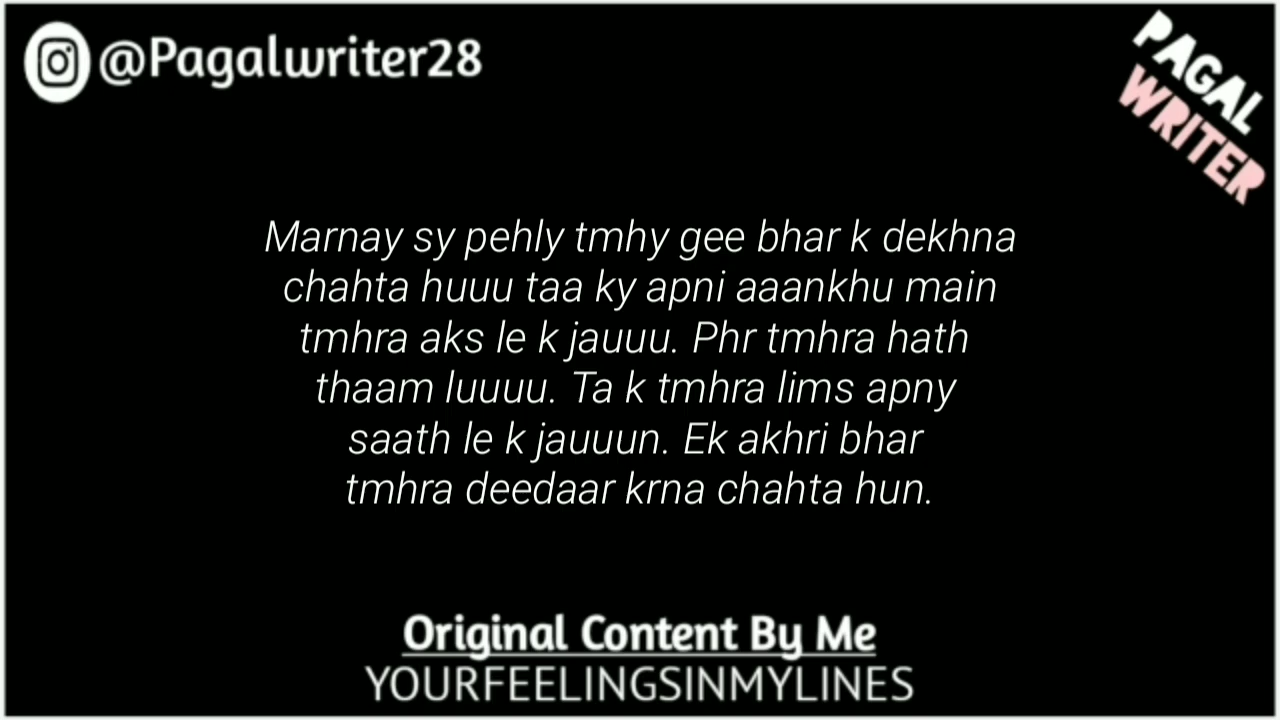 @Pagalwriter28
PAGAL
WRITER
Marnay sy pehly tmhy gee bhar k dekhna
chahta huuu taa ky apni aaankhu main
tmhra aks le k jauuu. Phr tmhra hath
thaam luuuu. Ta k tmhra lims apny
saath le k jauuun. Ek akhri bhar
tmhra deedaar krna chahta hun.
Original Content By Me
YOURFEELINGSINMYLINES